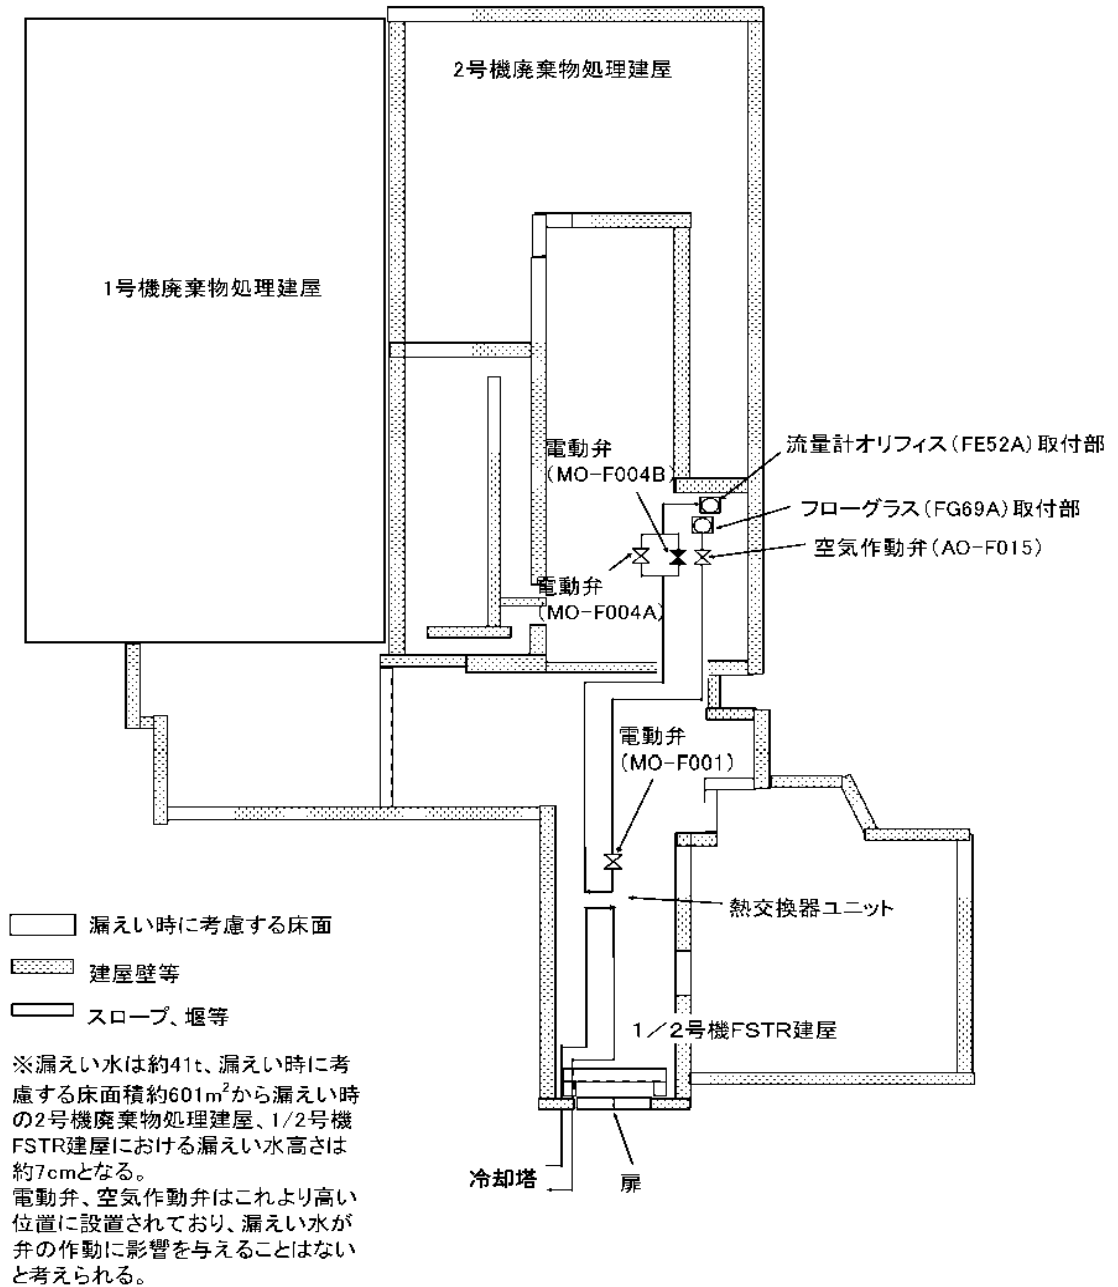 2号機廃棄物処理建屋
1号機廃棄物処理建屋
電動弁
(MO-F004B)
流量計オリフィス(FE52A)取付部
フローグラス(FG69A)取付部
空気作動弁(AO-F015)
電動弁
(MO-F004A)
電動弁
(MO-F001)
熱交換器ユニット
1/2号機FSTR建屋
冷却塔
扉
漏えい時に考慮する床面
建屋壁等
スロープ、堰等
※漏えい水は約41t、漏えい時に考
慮する床面積約601m²から漏えい時
の2号機廃棄物処理建屋、1/2号機
FSTR建屋における漏えい水高さは
約7cmとなる。
電動弁、空気作動弁はこれより高い
位置に設置されており、漏えい水が
弁の作動に影響を与えることはない
と考えられる。